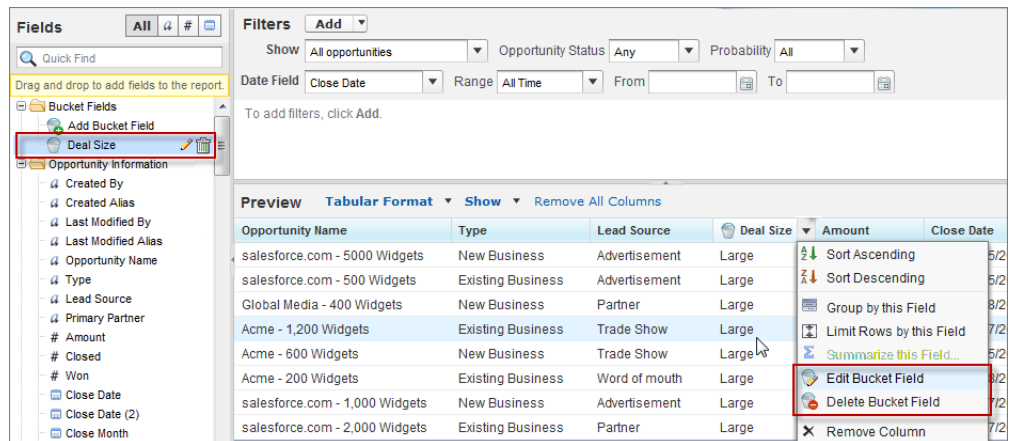 Fields
All a #
Quick Find
Drag and drop to add fields to the report.
Bucket Fields
Add Bucket Field
Deal Size
Opportunity Information
a Created By
a Created Alias
a Last Modified By
a Last Modified Alias
a Opportunity Name
a Type
a Lead Source
a Primary Partner
# Amount
# Closed
# Won
Close Date
Close Date (2)
Close Month
Filters Add
Show All opportunities Opportunity Status Any Probability All
Date Field Close Date Range All Time From To
To add filters, click Add.
Preview Tabular Format Show Remove All Columns
Opportunity Name Type Lead Source Deal Size Amount Close Date
salesforce.com - 5000 Widgets New Business Advertisement Large
salesforce.com - 500 Widgets Existing Business Advertisement Large
Global Media - 400 Widgets New Business Partner Large
Acme - 1,200 Widgets Existing Business Trade Show Large
Acme - 600 Widgets New Business Trade Show Large
Acme - 200 Widgets Existing Business Word of mouth Large
salesforce.com - 1,000 Widgets New Business Advertisement Large
salesforce.com - 2,000 Widgets Existing Business Partner Large
Sort Ascending
Sort Descending
Group by this Field
Limit Rows by this Field
Summarize this Field...
Edit Bucket Field
Delete Bucket Field
Remove Column